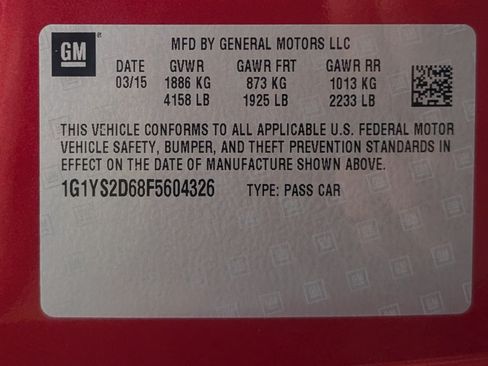 GM
MFD BY GENERAL MOTORS LLC
DATE GVWR GAWR FRT GAWR RR
03/15 1886 KG 873 KG 1013 KG
4158 LB 1925 LB 2233 LB
THIS VEHICLE CONFORMS TO ALL APPLICABLE U.S. FEDERAL MOTOR
VEHICLE SAFETY, BUMPER, AND THEFT PREVENTION STANDARDS IN
EFFECT ON THE DATE OF MANUFACTURE SHOWN ABOVE.
1G1YS2D68F5604326 TYPE: PASS CAR